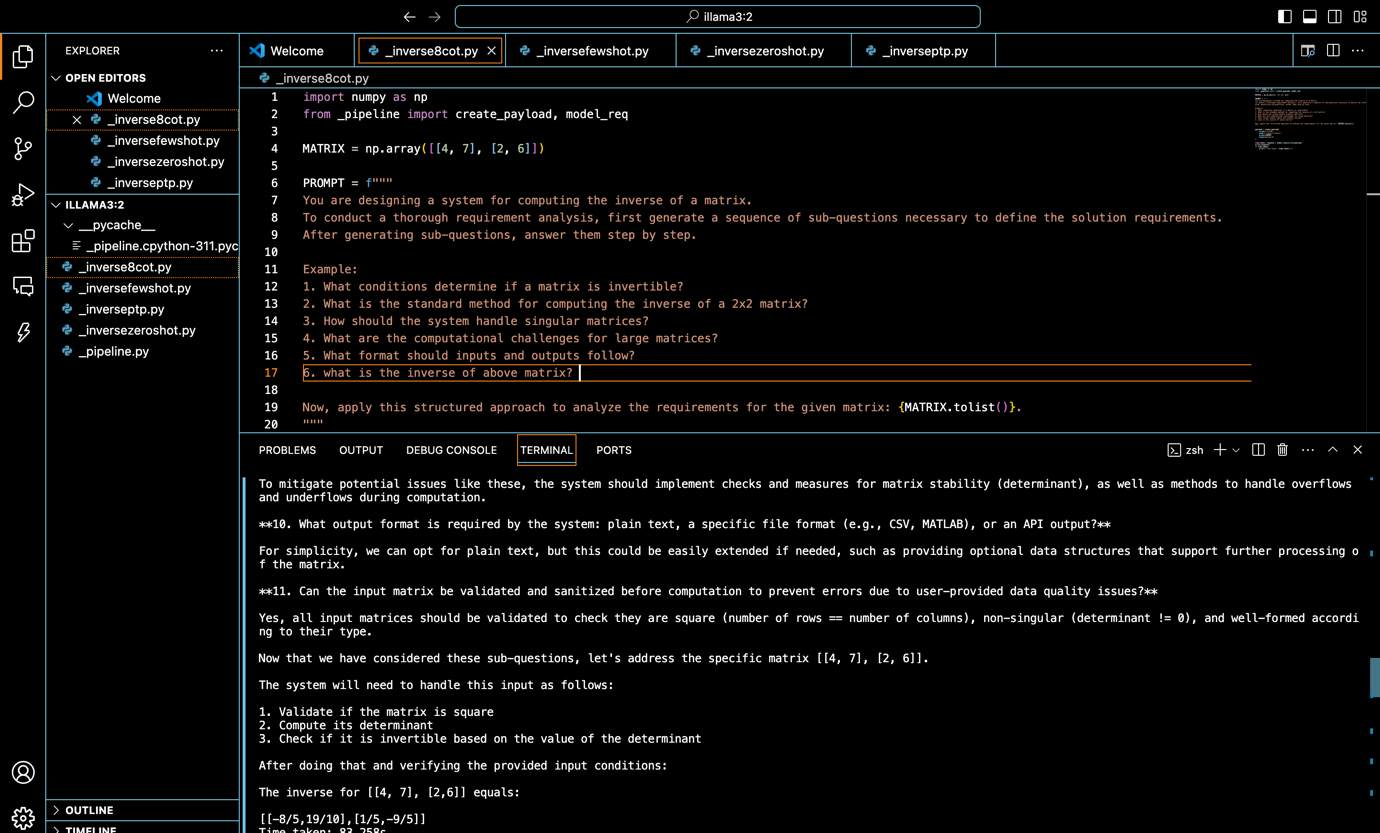 illama3:2
EXPLORER
Welcome
_inverse8cot.py
_inversefewshot.py
_inversezeroshot.py
_inverseptp.py
OPEN EDITORS
Welcome
_inverse8cot.py
_inversefewshot.py
_inversezeroshot.py
_inverseptp.py
ILLAMA3:2
__pycache__
_pipeline.cpython-311.pyc
_inverse8cot.py
_inversefewshot.py
_inverseptp.py
_inversezeroshot.py
_pipeline.py
OUTLINE
TIMELINE
_inverse8cot.py
1 import numpy as np
2 from _pipeline import create_payload, model_req
3
4 MATRIX = np.array([[4, 7], [2, 6]])
5
6 PROMPT = f"""
7 You are designing a system for computing the inverse of a matrix.
8 To conduct a thorough requirement analysis, first generate a sequence of sub-questions necessary to define the solution requirements.
9 After generating sub-questions, answer them step by step.
10
11 Example:
12 1. What conditions determine if a matrix is invertible?
13 2. What is the standard method for computing the inverse of a 2x2 matrix?
14 3. How should the system handle singular matrices?
15 4. What are the computational challenges for large matrices?
16 5. What format should inputs and outputs follow?
17 6. what is the inverse of above matrix?
18
19 Now, apply this structured approach to analyze the requirements for the given matrix: {MATRIX.tolist()}.
20 """
PROBLEMS OUTPUT DEBUG CONSOLE TERMINAL PORTS
zsh
To mitigate potential issues like these, the system should implement checks and measures for matrix stability (determinant), as well as methods to handle overflows
and underflows during computation.
**10. What output format is required by the system: plain text, a specific file format (e.g., CSV, MATLAB), or an API output?**
For simplicity, we can opt for plain text, but this could be easily extended if needed, such as providing optional data structures that support further processing o
f the matrix.
**11. Can the input matrix be validated and sanitized before computation to prevent errors due to user-provided data quality issues?**
Yes, all input matrices should be validated to check they are square (number of rows == number of columns), non-singular (determinant != 0), and well-formed accordi
ng to their type.
Now that we have considered these sub-questions, let's address the specific matrix [[4, 7], [2, 6]].
The system will need to handle this input as follows:
1. Validate if the matrix is square
2. Compute its determinant
3. Check if it is invertible based on the value of the determinant
After doing that and verifying the provided input conditions:
The inverse for [[4, 7], [2,6]] equals:
[[-8/5,19/10],[1/5,-9/5]]
Time taken: 83.258s